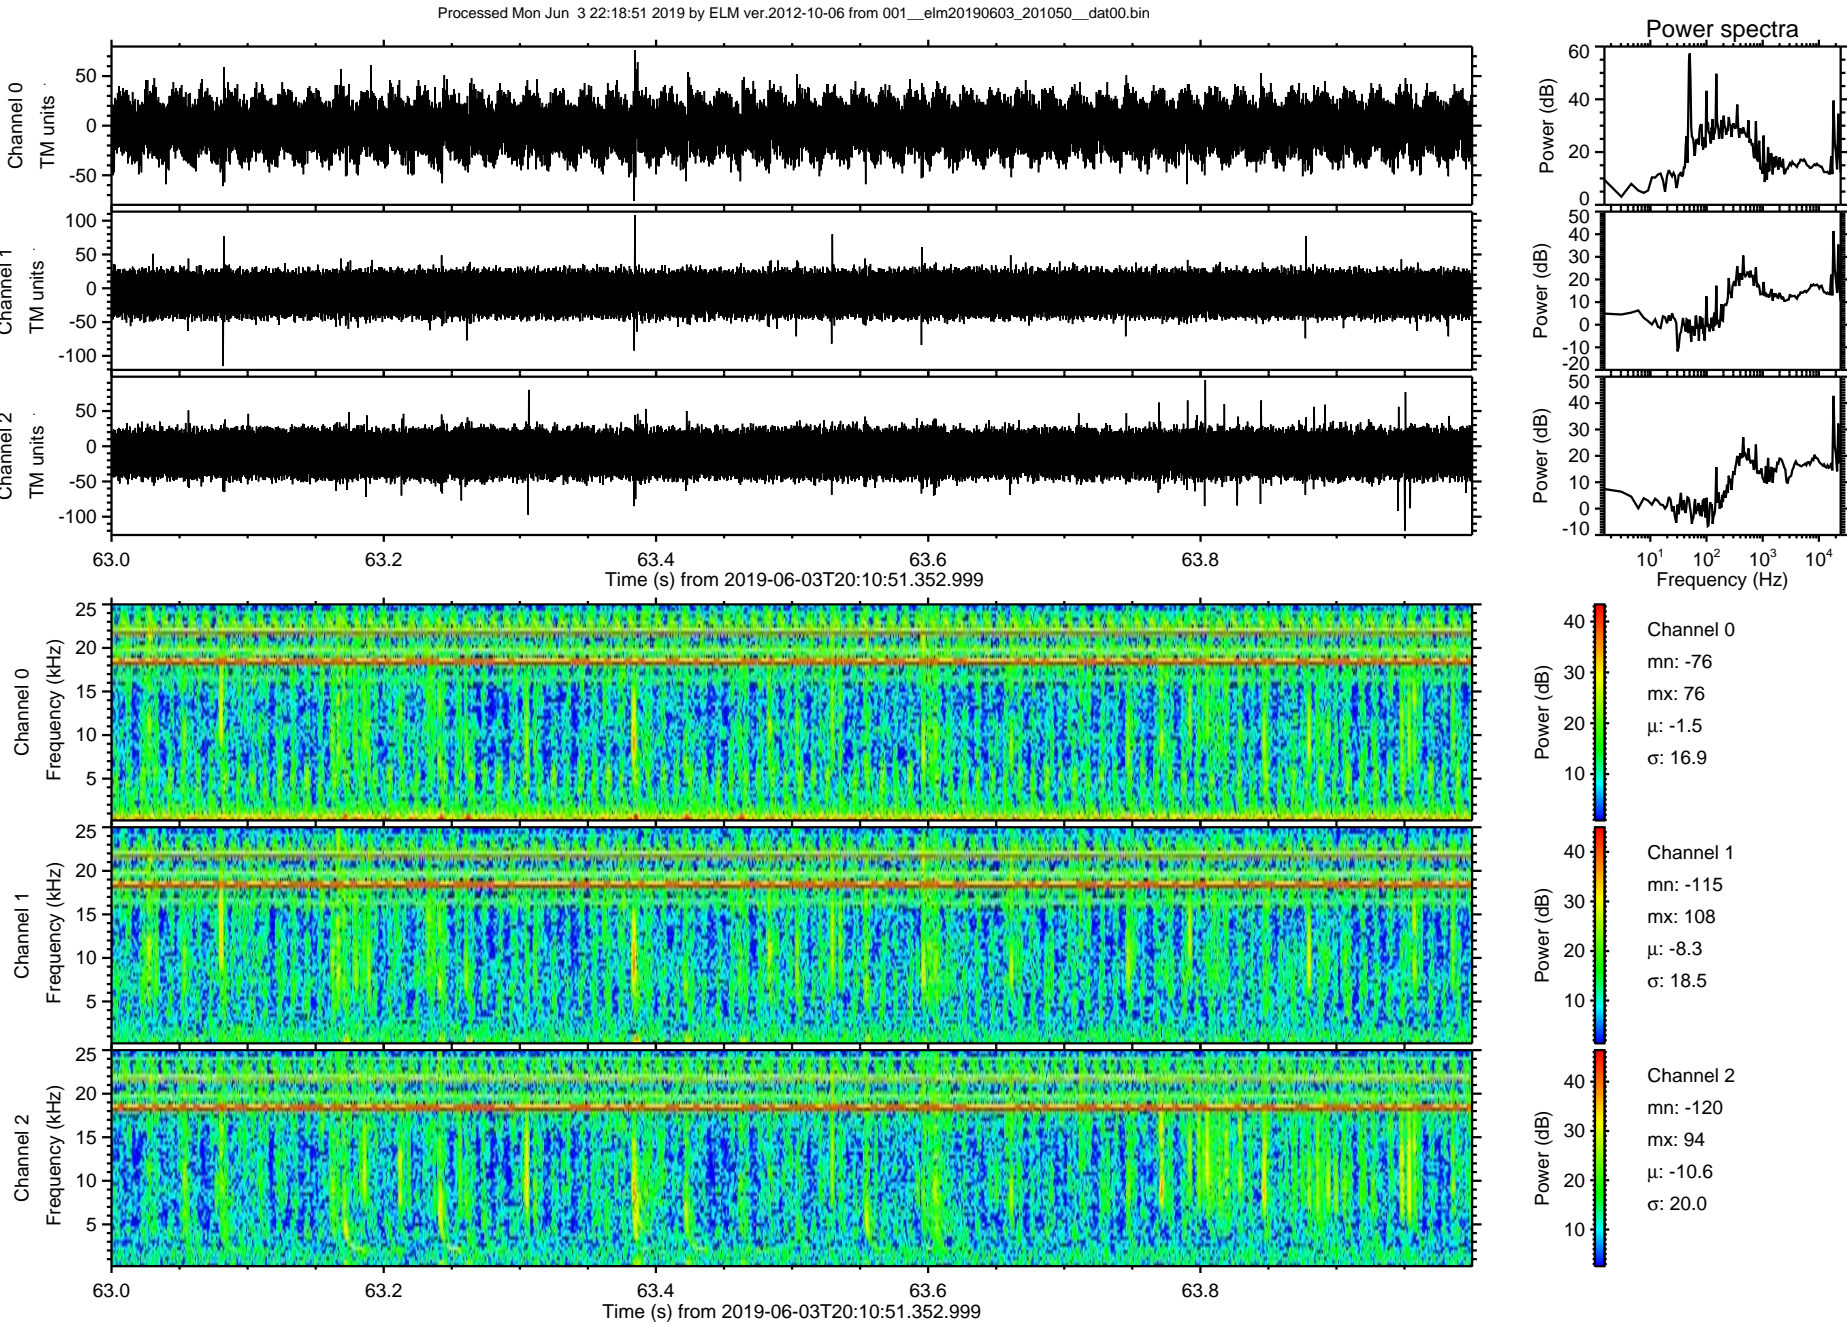 Processed Mon Jun  3 22:18:51 2019 by ELM ver.2012-10-06 from 001__elm20190603_201050__dat00.bin
Power spectra
Channel 0
TM units
50
0
-50
Power (dB)
60
40
20
0
Channel 1
TM units
100
50
0
-50
-100
Power (dB)
50
40
30
20
10
0
-10
-20
Channel 2
TM units
50
0
-50
-100
Power (dB)
50
40
30
20
10
0
-10
63.0 63.2 63.4 63.6 63.8
Time (s) from 2019-06-03T20:10:51.352.999
10^1 10^2 10^3 10^4
Frequency (Hz)
Channel 0
Frequency (kHz)
25
20
15
10
5
Power (dB)
40
30
20
10
Channel 0
mn: -76
mx: 76
μ: -1.5
σ: 16.9
Channel 1
Frequency (kHz)
25
20
15
10
5
Power (dB)
40
30
20
10
Channel 1
mn: -115
mx: 108
μ: -8.3
σ: 18.5
Channel 2
Frequency (kHz)
25
20
15
10
5
Power (dB)
40
30
20
10
Channel 2
mn: -120
mx: 94
μ: -10.6
σ: 20.0
63.0 63.2 63.4 63.6 63.8
Time (s) from 2019-06-03T20:10:51.352.999